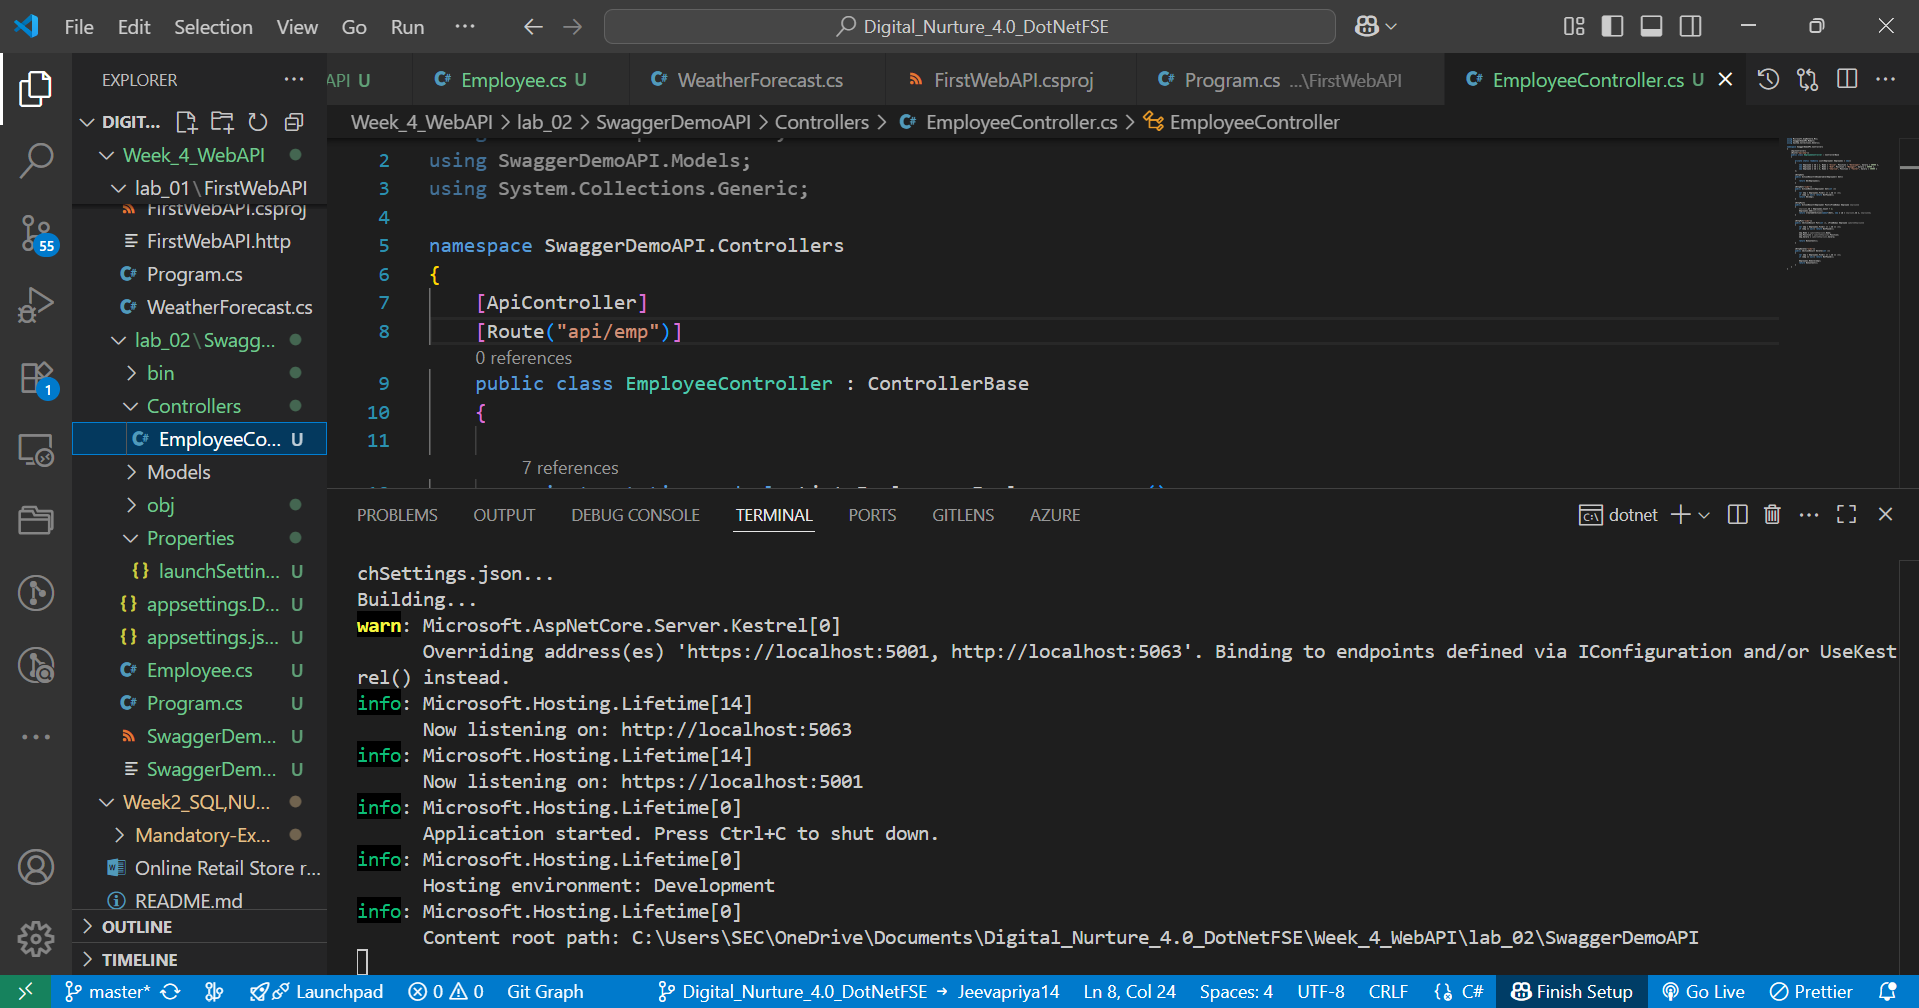 File Edit Selection View Go Run ··· Digital_Nurture_4.0_DotNetFSE
EXPLORER ···
API U Employee.cs U WeatherForecast.cs FirstWebAPI.csproj Program.cs ...\FirstWebAPI EmployeeController.cs U
DIGIT...
Week_4_WebAPI
lab_01\FirstWebAPI
FirstWebAPI.csproj
FirstWebAPI.http
Program.cs
WeatherForecast.cs
lab_02\Swagg...
bin
Controllers
EmployeeCo... U
Models
obj
Properties
launchSettin... U
appsettings.D... U
appsettings.js... U
Employee.cs U
Program.cs U
SwaggerDem... U
SwaggerDem... U
Week2_SQL,NU...
Mandatory-Ex...
Online Retail Store r...
README.md
OUTLINE
TIMELINE
55
1
Week_4_WebAPI > lab_02 > SwaggerDemoAPI > Controllers > EmployeeController.cs > EmployeeController
2 using SwaggerDemoAPI.Models;
3 using System.Collections.Generic;
4
5 namespace SwaggerDemoAPI.Controllers
6 {
7 [ApiController]
8 [Route("api/emp")]
0 references
9 public class EmployeeController : ControllerBase
10 {
11
7 references
PROBLEMS OUTPUT DEBUG CONSOLE TERMINAL PORTS GITLENS AZURE dotnet
chSettings.json...
Building...
warn: Microsoft.AspNetCore.Server.Kestrel[0]
Overriding address(es) 'https://localhost:5001, http://localhost:5063'. Binding to endpoints defined via IConfiguration and/or UseKest
rel() instead.
info: Microsoft.Hosting.Lifetime[14]
Now listening on: http://localhost:5063
info: Microsoft.Hosting.Lifetime[14]
Now listening on: https://localhost:5001
info: Microsoft.Hosting.Lifetime[0]
Application started. Press Ctrl+C to shut down.
info: Microsoft.Hosting.Lifetime[0]
Hosting environment: Development
info: Microsoft.Hosting.Lifetime[0]
Content root path: C:\Users\SEC\OneDrive\Documents\Digital_Nurture_4.0_DotNetFSE\Week_4_WebAPI\lab_02\SwaggerDemoAPI
master* Launchpad 0 0 Git Graph Digital_Nurture_4.0_DotNetFSE → Jeevapriya14 Ln 8, Col 24 Spaces: 4 UTF-8 CRLF C# Finish Setup Go Live Prettier